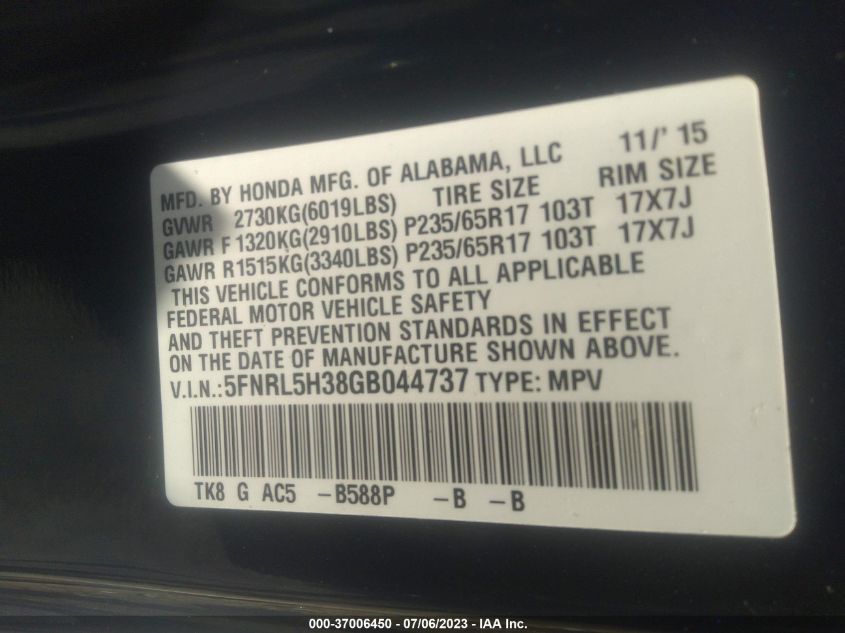 MFD. BY HONDA MFG. OF ALABAMA, LLC 11/' 15
GVWR 2730KG(6019LBS) TIRE SIZE RIM SIZE
GAWR F 1320KG(2910LBS) P235/65R17 103T 17X7J
GAWR R1515KG(3340LBS) P235/65R17 103T 17X7J
THIS VEHICLE CONFORMS TO ALL APPLICABLE
FEDERAL MOTOR VEHICLE SAFETY
AND THEFT PREVENTION STANDARDS IN EFFECT
ON THE DATE OF MANUFACTURE SHOWN ABOVE.
V.I.N.:5FNRL5H38GB044737 TYPE: MPV
TK8 G AC5 -B588P -B -B
000-37006450 - 07/06/2023 - IAA Inc.